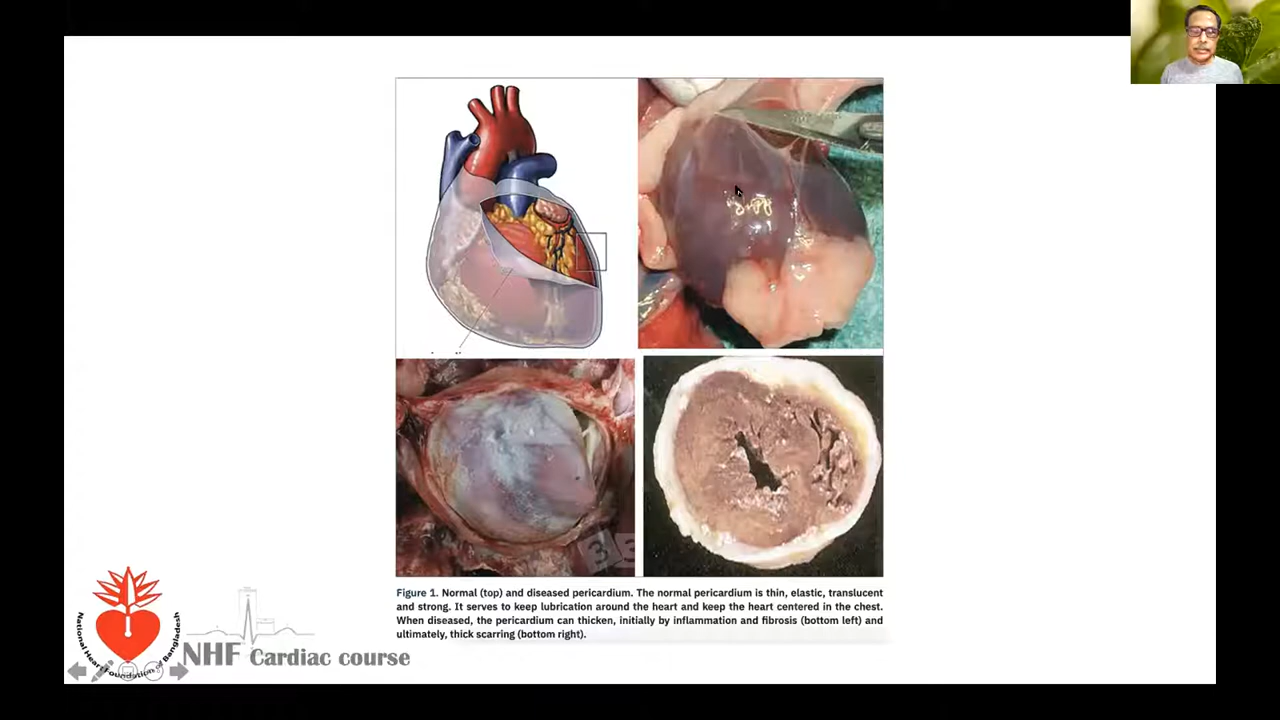 Figure 1. Normal (top) and diseased pericardium. The normal pericardium is thin, elastic, translucent
and strong. It serves to keep lubrication around the heart and keep the heart centered in the chest.
When diseased, the pericardium can thicken, initially by inflammation and fibrosis (bottom left) and
ultimately, thick scarring (bottom right).
National Heart Foundation of Bangladesh
NHF Cardiac course